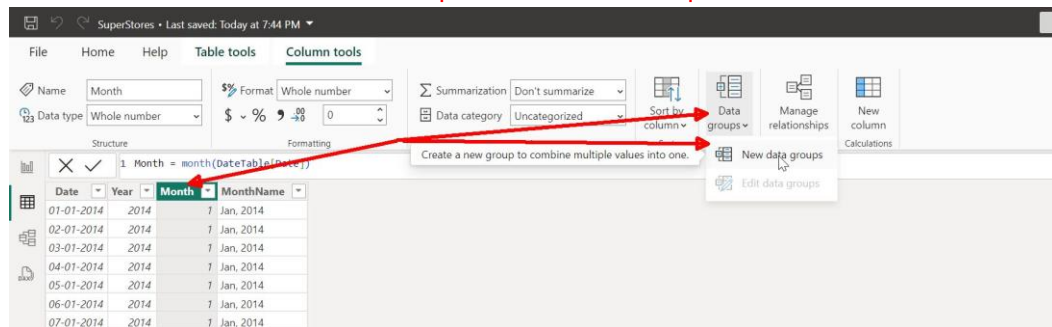 SuperStores • Last saved: Today at 7:44 PM
File Home Help Table tools Column tools
Name Month
Data type Whole number
Structure
Format Whole number
$ % 9 .00 0
Formatting
Summarization Don't summarize
Data category Uncategorized
Sort by column
Data groups
Manage relationships
New column
Calculations
Create a new group to combine multiple values into one.
New data groups
Edit data groups
1 Month = month(DateTable[Date])
Date Year Month MonthName
01-01-2014 2014 1 Jan, 2014
02-01-2014 2014 1 Jan, 2014
03-01-2014 2014 1 Jan, 2014
04-01-2014 2014 1 Jan, 2014
05-01-2014 2014 1 Jan, 2014
06-01-2014 2014 1 Jan, 2014
07-01-2014 2014 1 Jan, 2014